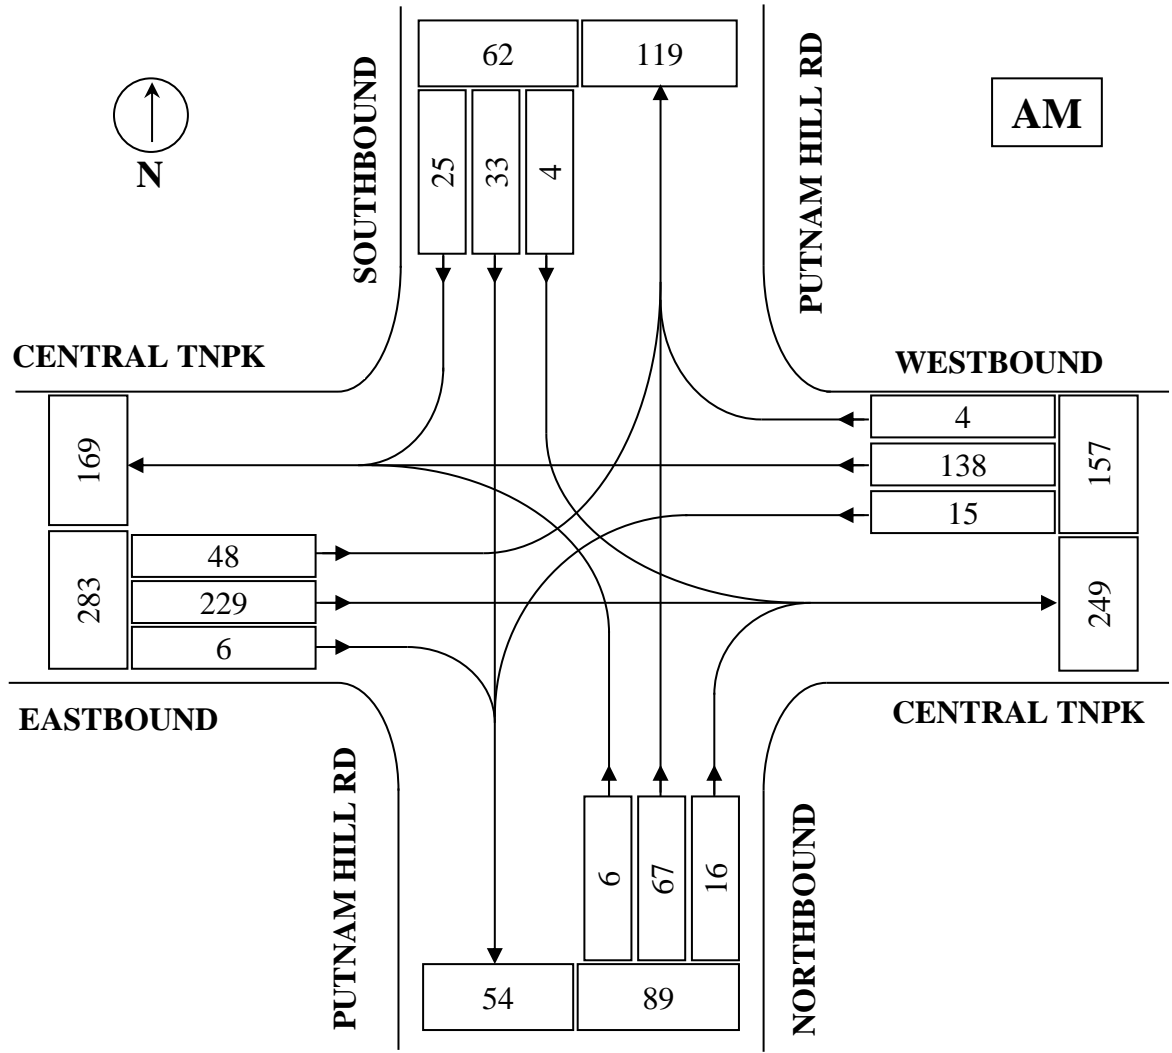 62
119
SOUTHBOUND
PUTNAM HILL RD
AM
N
25
33
4
CENTRAL TNPK
WESTBOUND
169
4
138
157
15
48
283
229
249
6
EASTBOUND
CENTRAL TNPK
PUTNAM HILL RD
6
67
16
NORTHBOUND
54
89